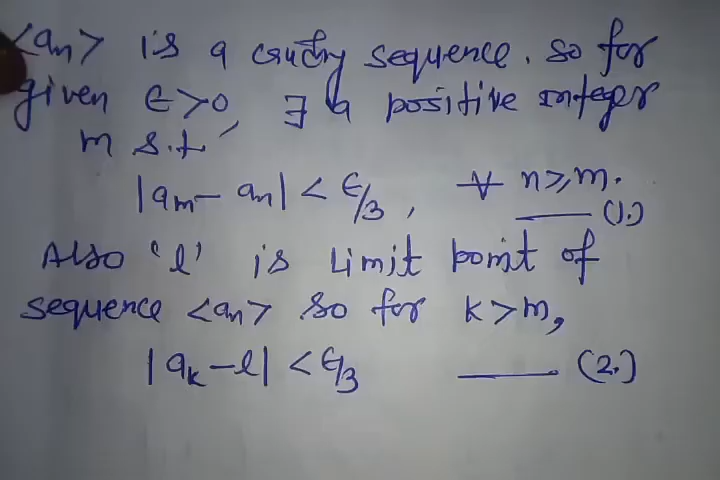 <an> is a cauchy sequence. So for
given ε>0, ∃ a positive integer
m s.t.
|am - an| < ε/3, ∀ n≥m.
—— (1.)
Also 'l' is limit point of
sequence <an> so for k>m,
|ak - l| < ε/3 —— (2.)